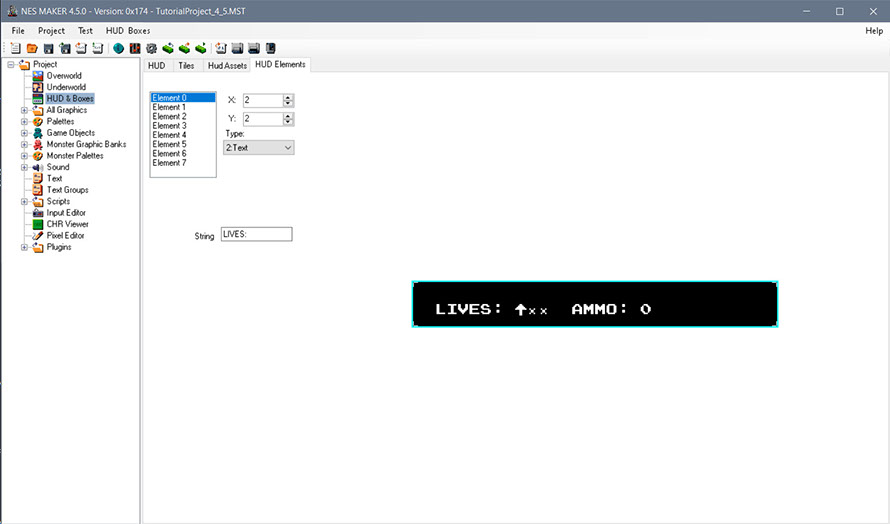 NES MAKER 4.5.0 - Version: 0x174 - TutorialProject_4_5.MST
File Project Test HUD Boxes Help
Project
Overworld
Underworld
HUD & Boxes
All Graphics
Palettes
Game Objects
Monster Graphic Banks
Monster Palettes
Sound
Text
Text Groups
Scripts
Input Editor
CHR Viewer
Pixel Editor
Plugins
HUD Tiles Hud Assets HUD Elements
Element 0
Element 1
Element 2
Element 3
Element 4
Element 5
Element 6
Element 7
X: 2
Y: 2
Type:
2:Text
String LIVES:
LIVES: ↑×× AMMO: 0